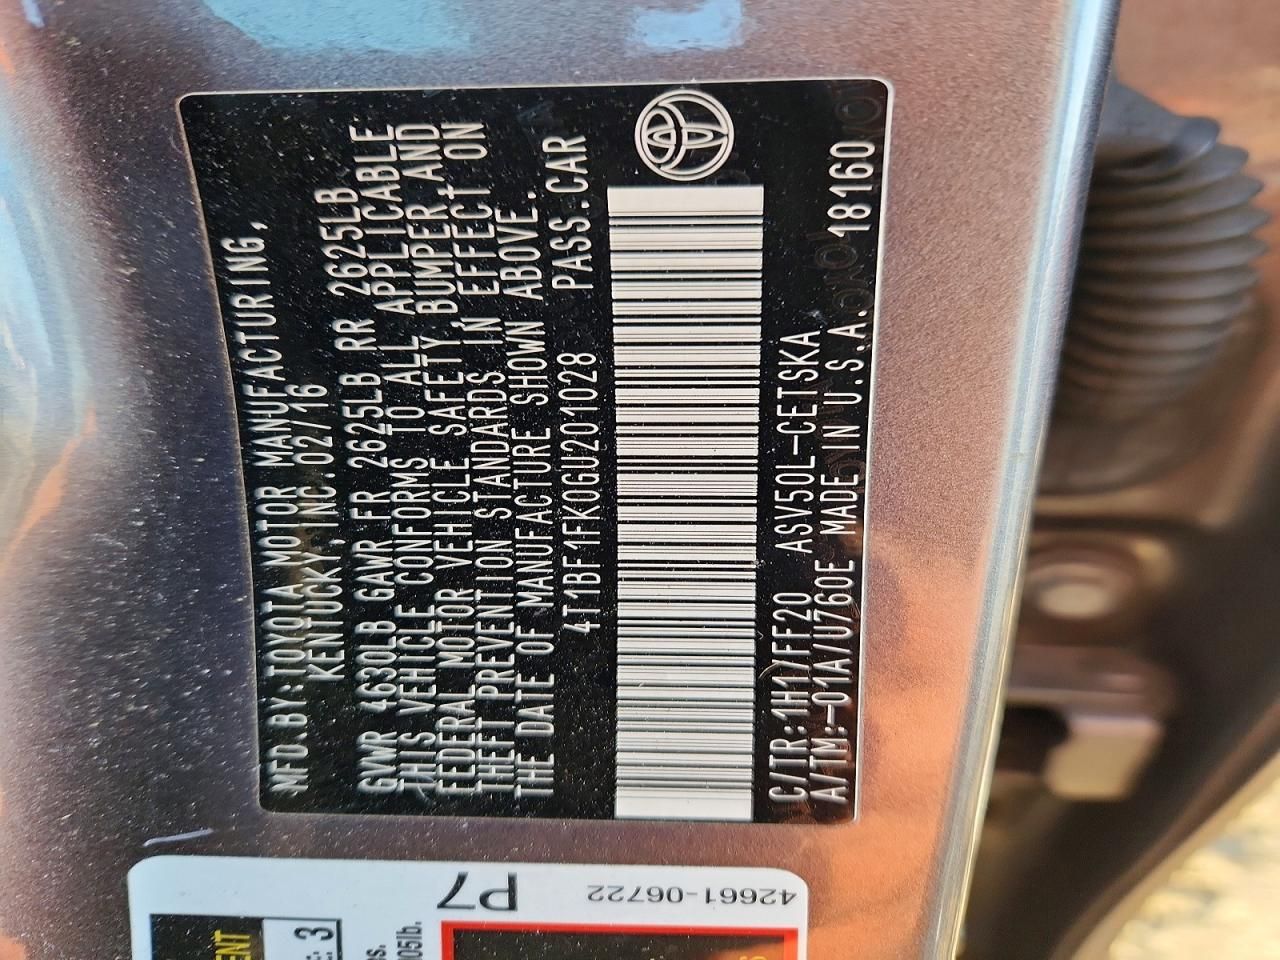 MFD.BY:TOYOTA MOTOR MANUFACTURING,
KENTUCKY,INC.02/16
GVWR 4630LB GAWR FR 2625LB RR 2625LB
THIS VEHICLE CONFORMS TO ALL APPLICABLE
FEDERAL MOTOR VEHICLE SAFETY BUMPER,AND
THEFT PREVENTION STANDARDS IN EFFECT ON
THE DATE OF MANUFACTURE SHOWN ABOVE.
4T1BF1FK0GU201028 PASS.CAR
C/TR:1H17/FF20 ASV50L-CETSKA
A/TM:-01A/U760E MADE IN U.S.A. 18160
P7
42661-06722
3